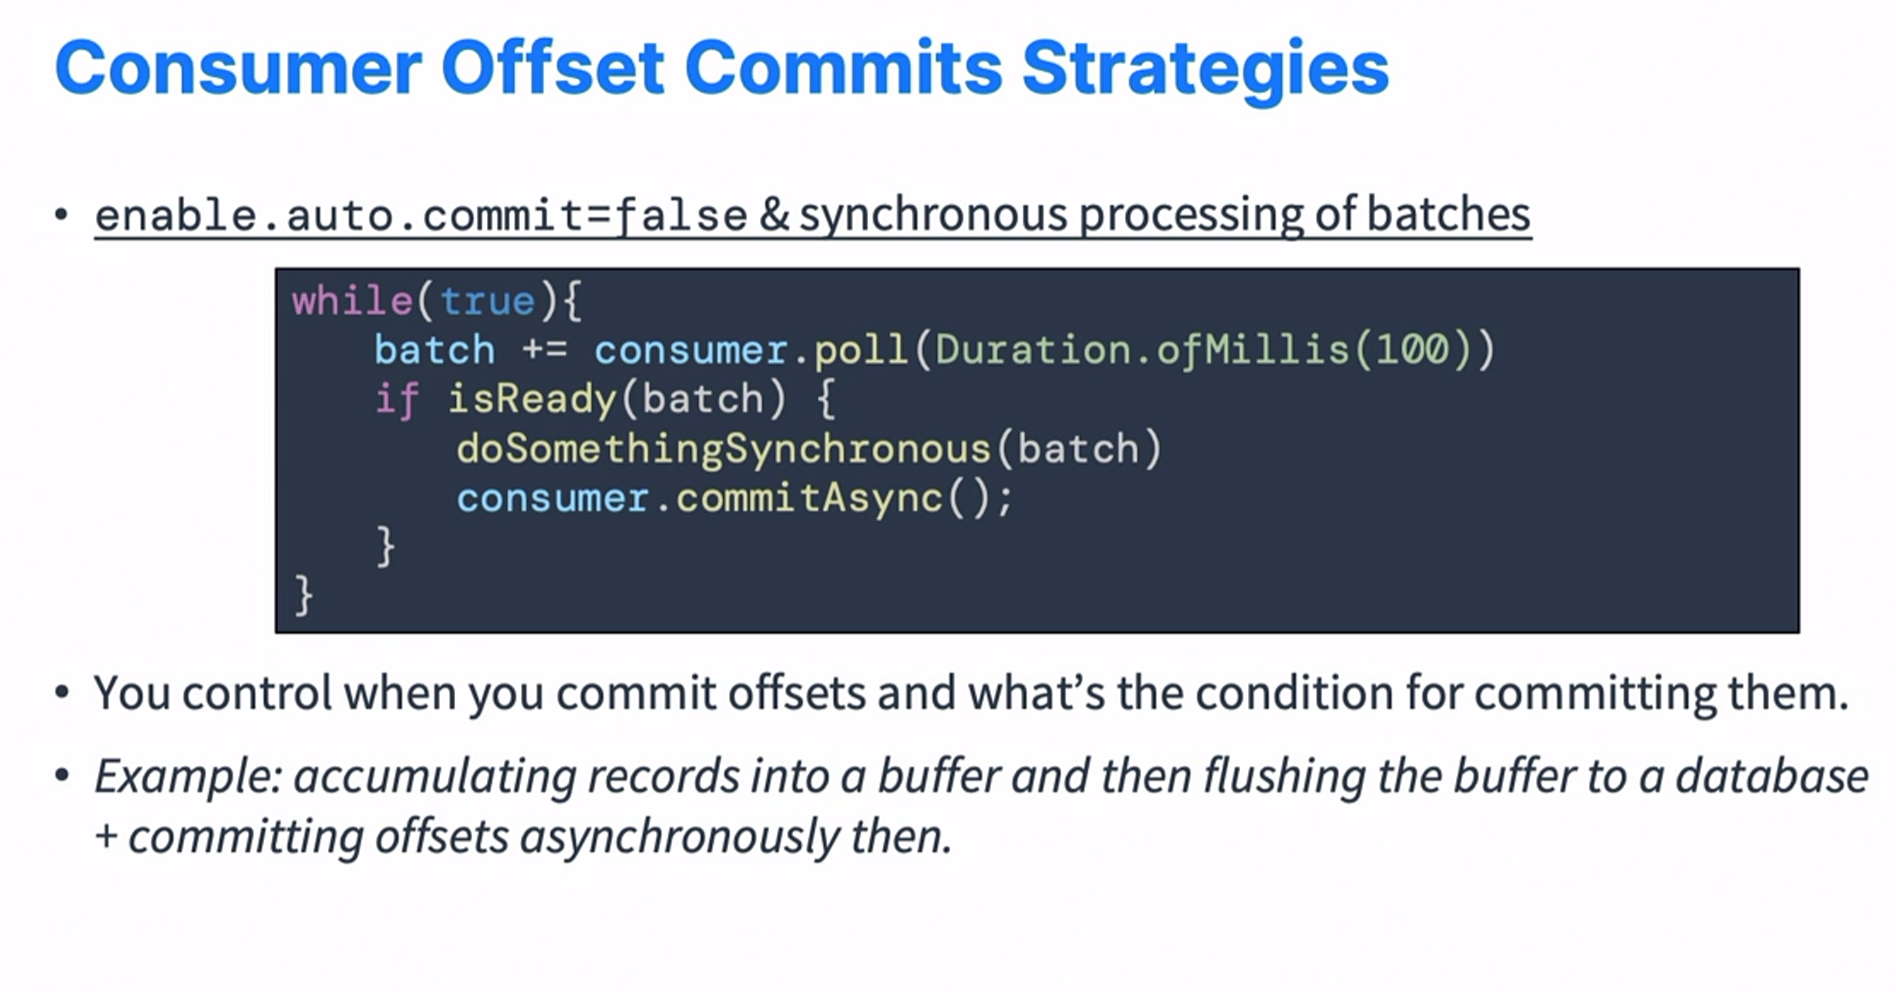 Consumer Offset Commits Strategies
• enable.auto.commit=false & synchronous processing of batches
while(true){
    batch += consumer.poll(Duration.ofMillis(100))
    if isReady(batch) {
        doSomethingSynchronous(batch)
        consumer.commitAsync();
    }
}
• You control when you commit offsets and what’s the condition for committing them.
• Example: accumulating records into a buffer and then flushing the buffer to a database
+ committing offsets asynchronously then.